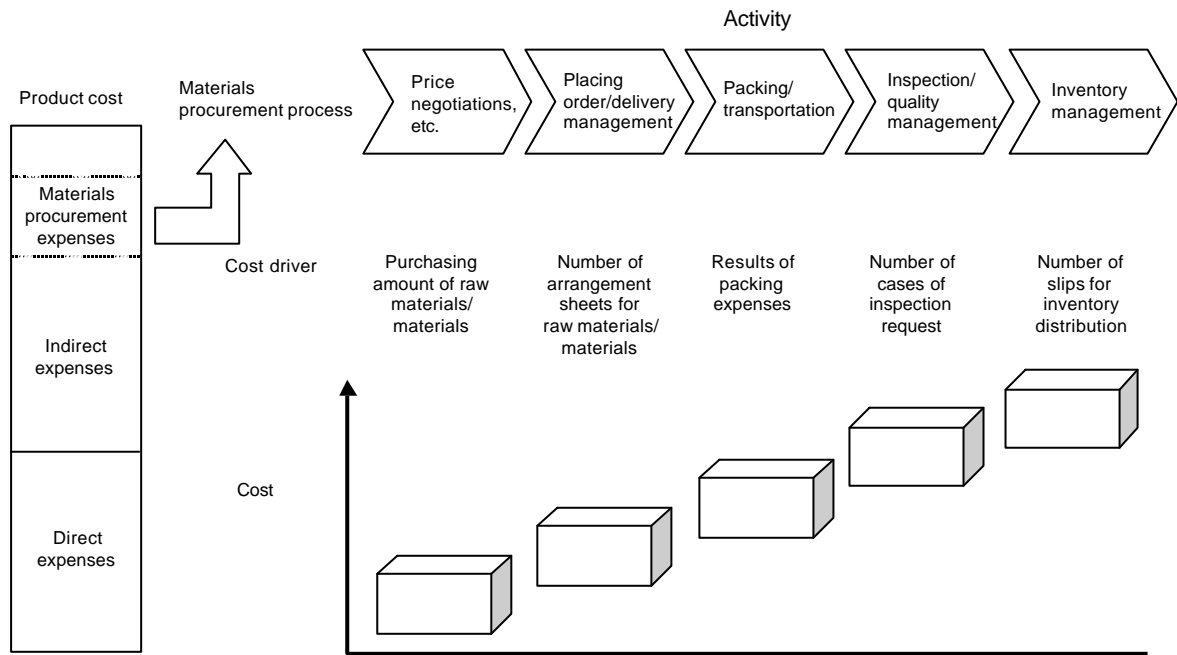 Activity
Product cost
Materials
procurement process
Price
negotiations,
etc.
Placing
order/delivery
management
Packing/
transportation
Inspection/
quality
management
Inventory
management
Materials
procurement
expenses
Indirect
expenses
Direct
expenses
Cost driver
Purchasing
amount of raw
materials/
materials
Number of
arrangement
sheets for
raw materials/
materials
Results of
packing
expenses
Number of
cases of
inspection
request
Number of
slips for
inventory
distribution
Cost